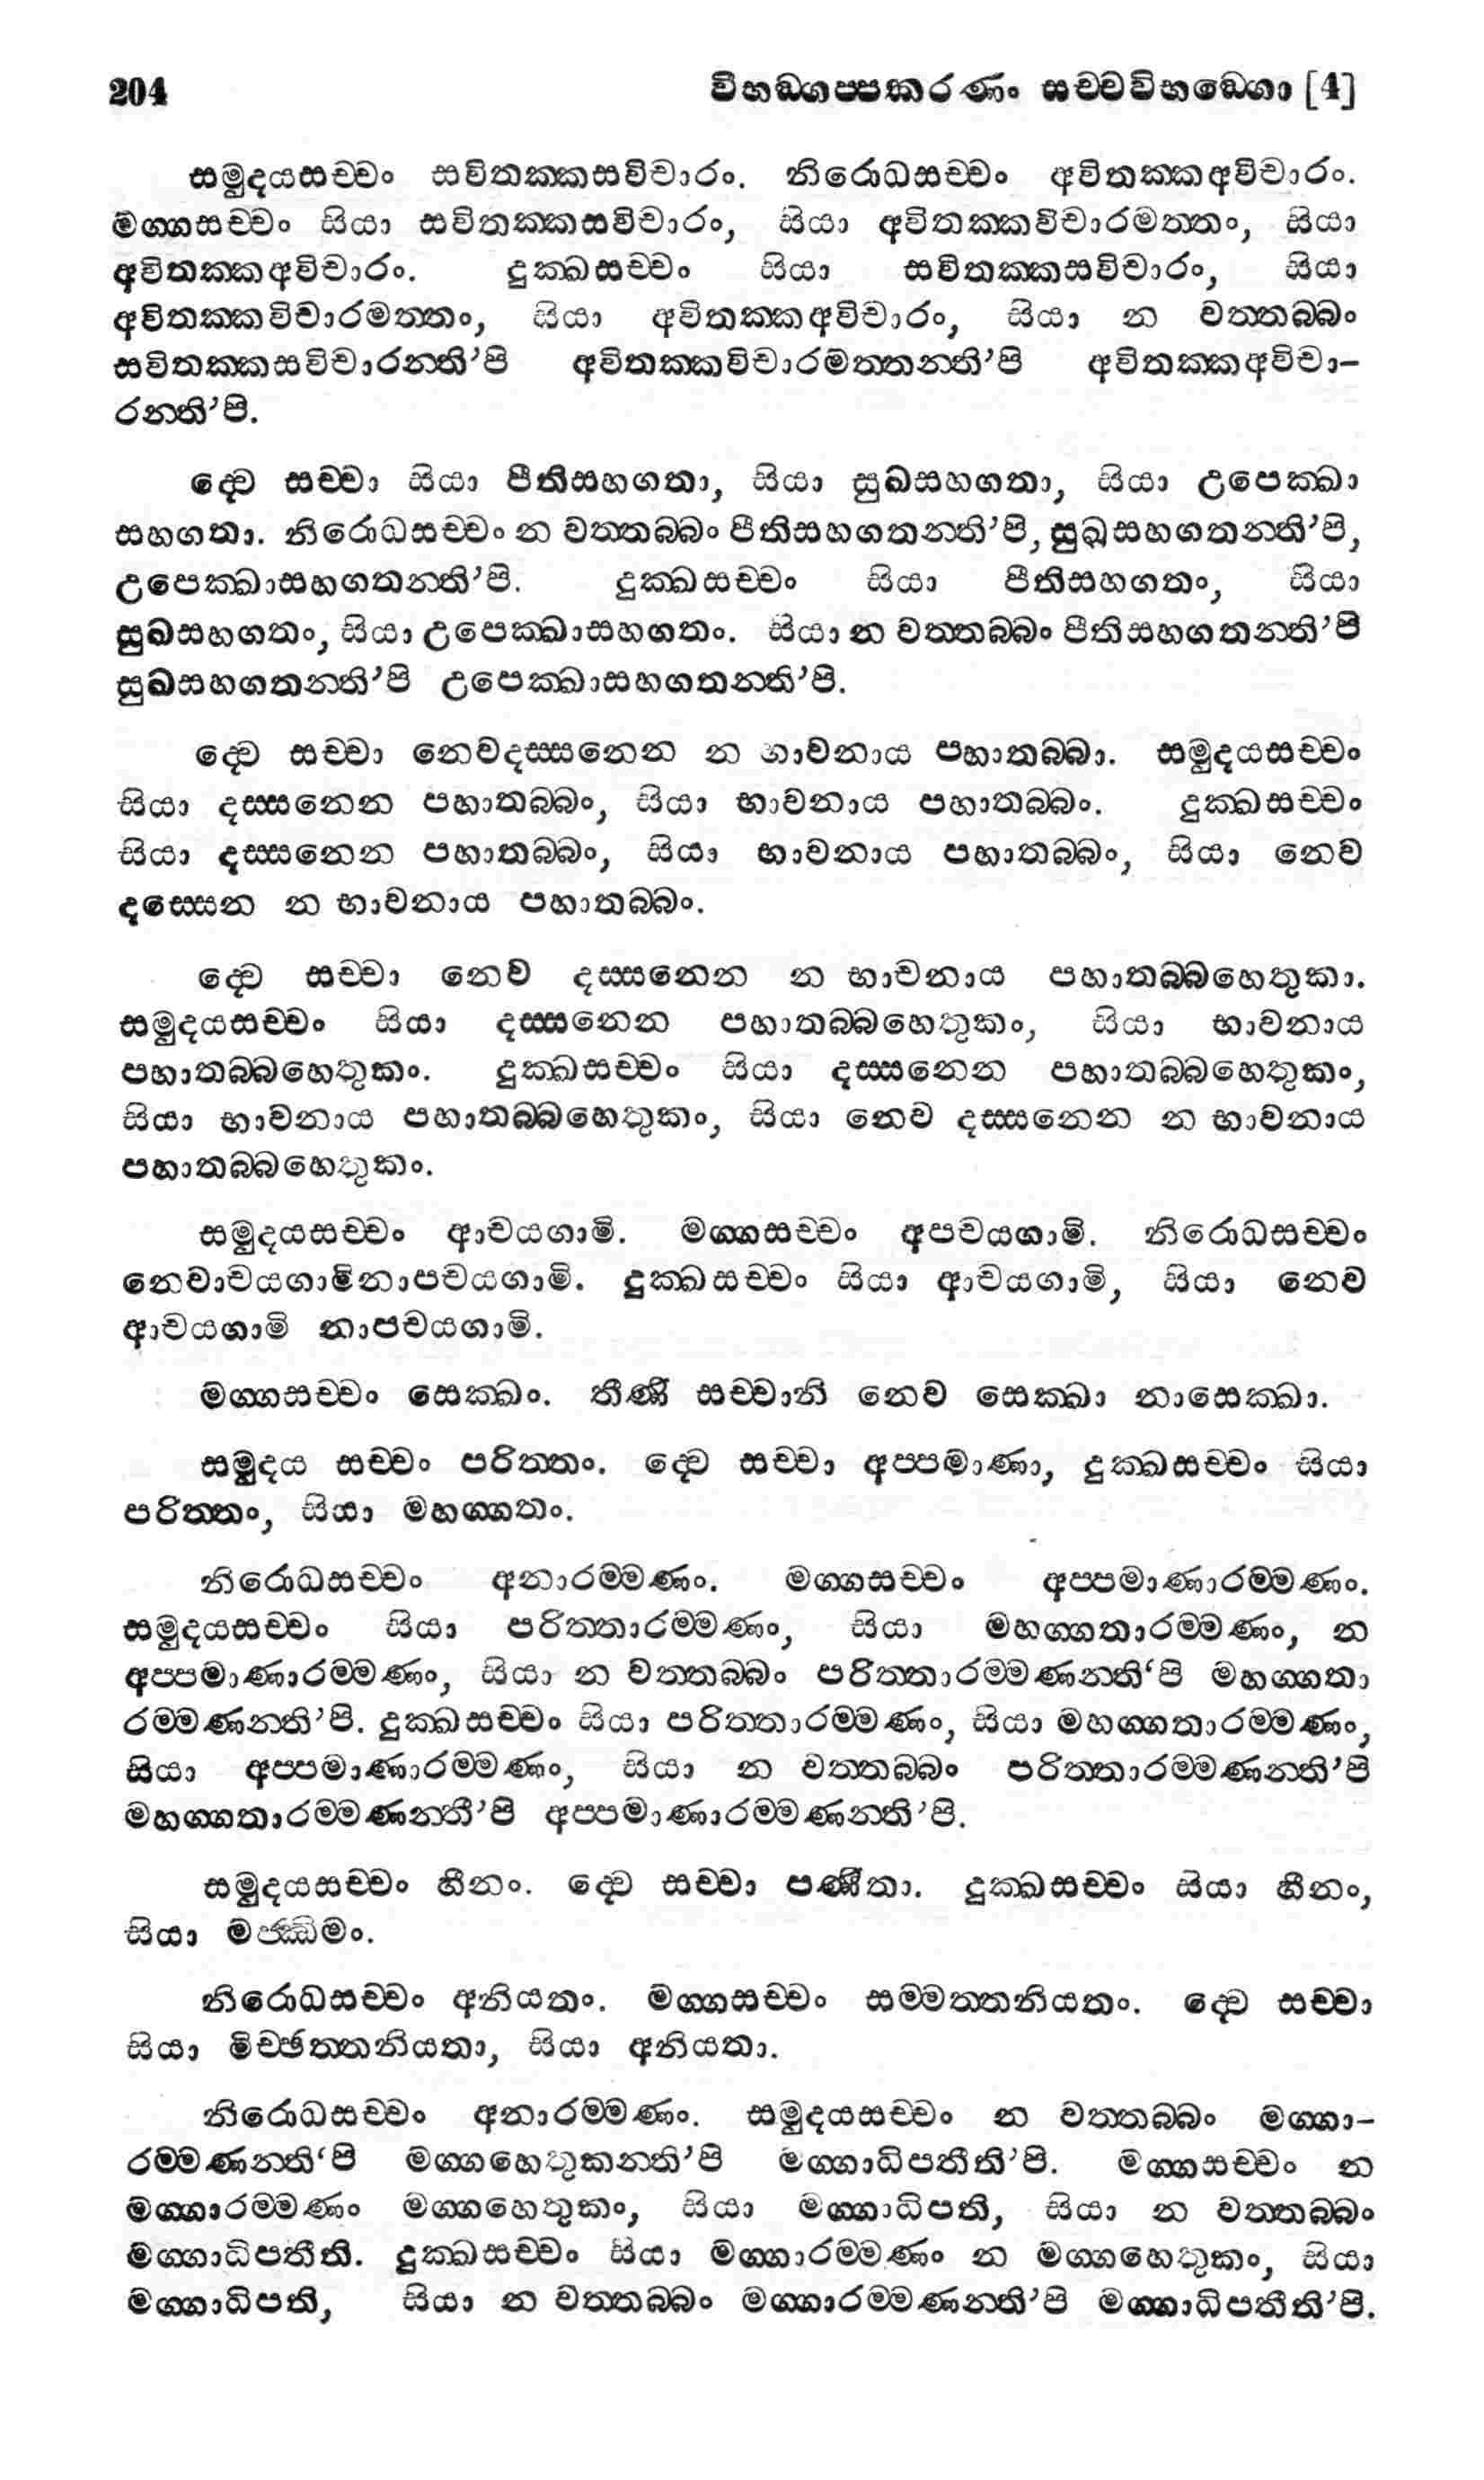 204 විභඞ්ගප්පකරණං සච්චවිභඞ්ගො [4]
සමුදයසච්චං සවිතක්කසවිචාරං. නිරොධසච්චං අවිතක්කඅවිචාරං.
මග්ගසච්චං සියා සවිතක්කසවිචාරං, සියා අවිතක්කවිචාරමත්තං, සියා
අවිතක්කඅවිචාරං. දුක්ඛසච්චං සියා සවිතක්කසවිචාරං, සියා
අවිතක්කවිචාරමත්තං, සියා අවිතක්කඅවිචාරං, සියා න වත්තබ්බං
සවිතක්කසවිචාරන්ති’පි අවිතක්කවිචාරමත්තන්ති’පි අවිතක්කඅවිචා-
රන්ති’පි.
ද්වෙ සච්චා සියා පීතිසහගතා, සියා සුඛසහගතා, සියා උපෙක්ඛා
සහගතා. නිරොධසච්චං න වත්තබ්බං පීතිසහගතන්ති’පි, සුඛුසහගතන්ති’පි,
උපෙක්ඛාසහගතන්ති’පි. දුක්ඛසච්චං සියා පීතිසහගතං, සියා
සුඛසහගතං, සියා උපෙක්ඛාසහගතං. සියා න වත්තබ්බං පීතිසහගතන්ති’පි
සුඛසහගතන්ති’පි උපෙක්ඛාසහගතන්ති’පි.
ද්වෙ සච්චා නෙවදස්සනෙන න භාවනාය පහාතබ්බා. සමුදයසච්චං
සියා දස්සනෙන පහාතබ්බං, සියා භාවනාය පහාතබ්බං. දුක්ඛසච්චං
සියා දස්සනෙන පහාතබ්බං, සියා භාවනාය පහාතබ්බං, සියා නෙව
දස්සෙන න භාවනාය පහාතබ්බං.
ද්වෙ සච්චා නෙව දස්සනෙන න භාවනාය පහාතබ්බහෙතුකා.
සමුදයසච්චං සියා දස්සනෙන පහාතබ්බහෙතුකං, සියා භාවනාය
පහාතබ්බහෙතුකං. දුක්ඛසච්චං සියා දස්සනෙන පහාතබ්බහෙතුකං,
සියා භාවනාය පහාතබ්බහෙතුකං, සියා නෙව දස්සනෙන න භාවනාය
පහාතබ්බහෙතුකං.
සමුදයසච්චං ආචයගාමි. මග්ගසච්චං අපචයගාමි. නිරොධසච්චං
නෙවාචයගාමිනාපචයගාමි. දුක්ඛසච්චං සියා ආචයගාමි, සියා නෙව
ආචයගාමි නාපචයගාමි.
මග්ගසච්චං සෙක්ඛං. තීණි සච්චානි නෙව සෙක්ඛා නාසෙක්ඛා.
සමුදය සච්චං පරිත්තං. ද්වෙ සච්චා අප්පමාණා, දුක්ඛසච්චං සියා
පරිත්තං, සියා මහග්ගතං.
නිරොධසච්චං අනාරම්මණං. මග්ගසච්චං අප්පමාණාරම්මණං.
සමුදයසච්චං සියා පරිත්තාරම්මණං, සියා මහග්ගතාරම්මණං, න
අප්පමාණාරම්මණං, සියා න වත්තබ්බං පරිත්තාරම්මණන්ති‘පි මහග්ගතා
රම්මණන්ති’පි. දුක්ඛසච්චං සියා පරිත්තාරම්මණං, සියා මහග්ගතාරම්මණං,
සියා අප්පමාණාරම්මණං, සියා න වත්තබ්බං පරිත්තාරම්මණන්ති’පි
මහග්ගතාරම්මණන්තී’පි අප්පමාණාරම්මණන්ති’පි.
සමුදයසච්චං හීනං. ද්වෙ සච්චා පණීතා. දුක්ඛසච්චං සියා හීනං,
සියා මජ්ඣිමං.
නිරොධසච්චං අනියතං. මග්ගසච්චං සම්මත්තනියතං. ද්වෙ සච්චා
සියා මිච්ඡත්තනියතා, සියා අනියතා.
නිරොධසච්චං අනාරම්මණං. සමුදයසච්චං න වත්තබ්බං මග්ගා-
රම්මණන්ති‘පි මග්ගහෙතුකන්ති’පි මග්ගාධිපතීති’පි. මග්ගසච්චං න
මග්ගාරම්මණං මග්ගහෙතුකං, සියා මග්ගාධිපති, සියා න වත්තබ්බං
මග්ගාධිපතීති. දුක්ඛසච්චං සියා මග්ගාරම්මණං න මග්ගහෙතුකං, සියා
මග්ගාධිපති, සියා න වත්තබ්බං මග්ගාරම්මණන්ති’පි මග්ගාධිපතීති’පි.